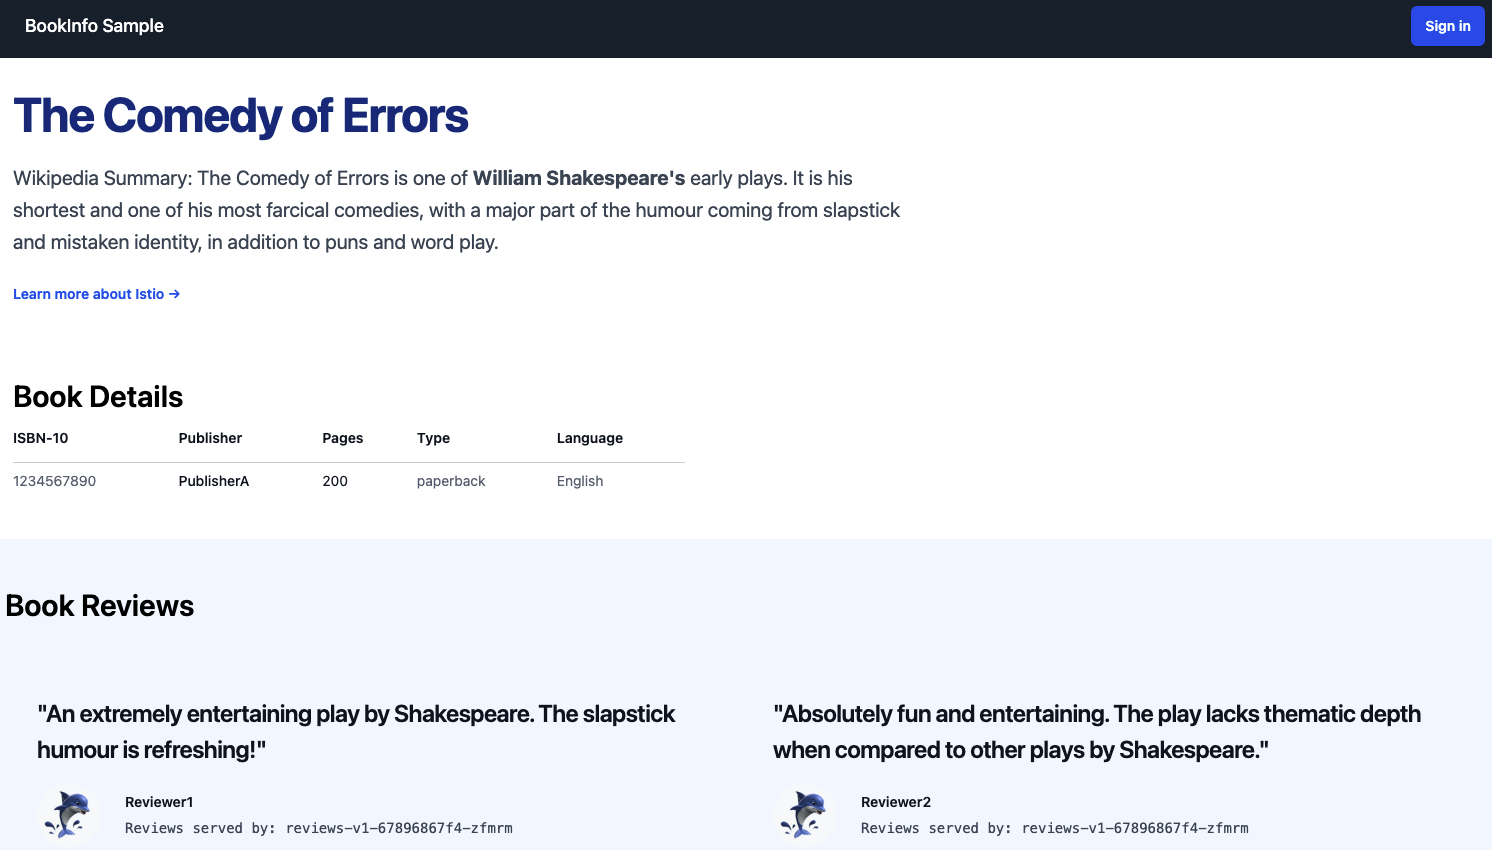 BookInfo Sample
Sign in
The Comedy of Errors
Wikipedia Summary: The Comedy of Errors is one of William Shakespeare's early plays. It is his
shortest and one of his most farcical comedies, with a major part of the humour coming from slapstick
and mistaken identity, in addition to puns and word play.
Learn more about Istio →
Book Details
ISBN-10 Publisher Pages Type Language
1234567890 PublisherA 200 paperback English
Book Reviews
"An extremely entertaining play by Shakespeare. The slapstick
humour is refreshing!"
Reviewer1
Reviews served by: reviews-v1-67896867f4-zfmrm
"Absolutely fun and entertaining. The play lacks thematic depth
when compared to other plays by Shakespeare."
Reviewer2
Reviews served by: reviews-v1-67896867f4-zfmrm